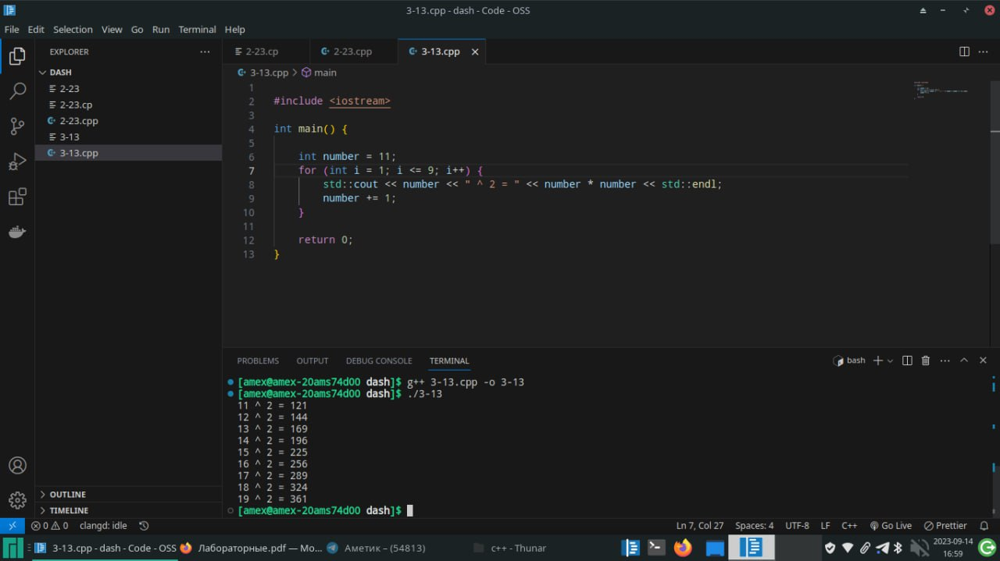 3-13.cpp - dash - Code - OSS
File Edit Selection View Go Run Terminal Help
EXPLORER
DASH
2-23
2-23.cp
2-23.cpp
3-13
3-13.cpp
OUTLINE
TIMELINE
2-23.cp 2-23.cpp 3-13.cpp
3-13.cpp > main
1
2 #include <iostream>
3
4 int main() {
5
6 int number = 11;
7 for (int i = 1; i <= 9; i++) {
8 std::cout << number << " ^ 2 = " << number * number << std::endl;
9 number += 1;
10 }
11
12 return 0;
13 }
PROBLEMS OUTPUT DEBUG CONSOLE TERMINAL
bash
[amex@amex-20ams74d00 dash]$ g++ 3-13.cpp -o 3-13
[amex@amex-20ams74d00 dash]$ ./3-13
11 ^ 2 = 121
12 ^ 2 = 144
13 ^ 2 = 169
14 ^ 2 = 196
15 ^ 2 = 225
16 ^ 2 = 256
17 ^ 2 = 289
18 ^ 2 = 324
19 ^ 2 = 361
[amex@amex-20ams74d00 dash]$
0 0 clangd: idle Ln 7, Col 27 Spaces: 4 UTF-8 LF C++ Go Live Prettier
3-13.cpp - dash - Code - OSS Лабораторные.pdf — Mo... Аметик – (54813) c++ - Thunar
2023-09-14
16:59